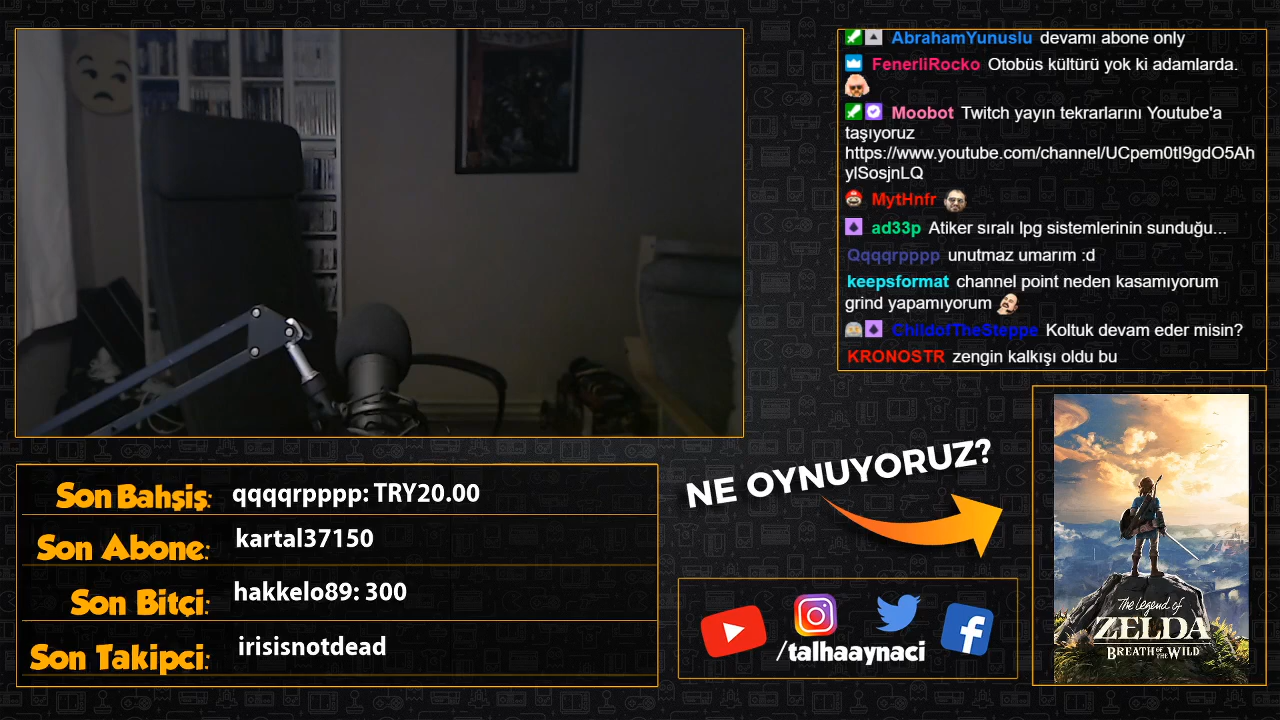 AbrahamYunuslu devamı abone only
FenerliRocko Otobüs kültürü yok ki adamlarda.
Moobot Twitch yayın tekrarlarını Youtube'a
taşıyoruz
https://www.youtube.com/channel/UCpem0tI9gdO5Ah
ylSosjnLQ
MytHnfr
ad33p Atiker sıralı lpg sistemlerinin sunduğu...
Qqqqrpppp unutmaz umarım :d
keepsformat channel point neden kasamıyorum
grind yapamıyorum
ChildofTheSteppe Koltuk devam eder misin?
KRONOSTR zengin kalkışı oldu bu
NE OYNUYORUZ?
Son Bahşiş: qqqqrpppp: TRY20.00
Son Abone: kartal37150
Son Bitçi: hakkelo89: 300
Son Takipci: irisisnotdead
/talhaaynaci
The Legend of
ZELDA
BREATH OF THE WILD